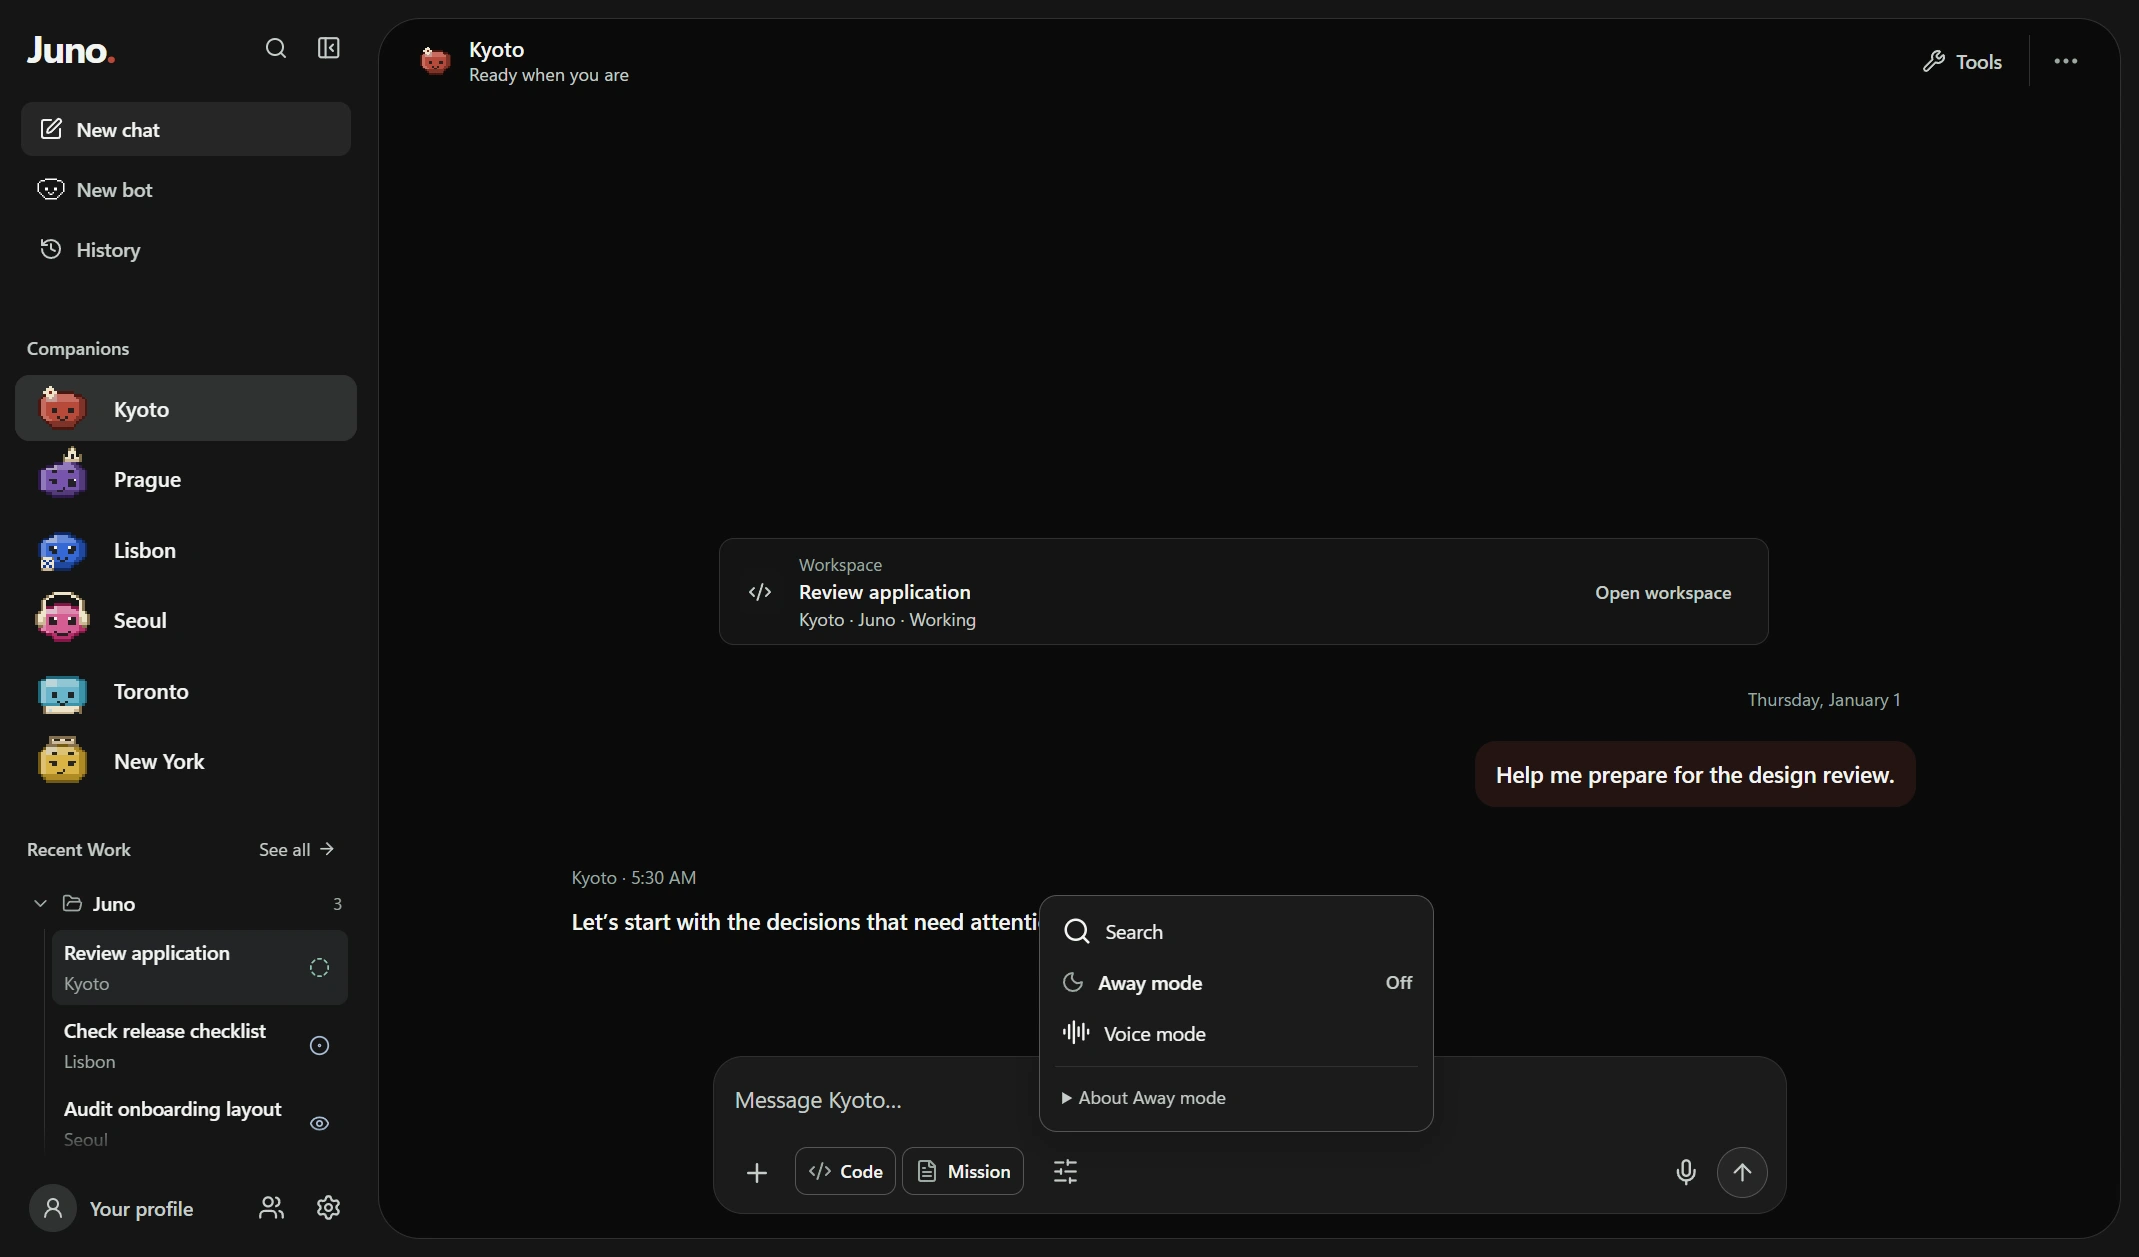 Juno.
New chat
New bot
History
Companions
Kyoto
Prague
Lisbon
Seoul
Toronto
New York
Recent Work
See all
Juno
3
Review application
Kyoto
Check release checklist
Lisbon
Audit onboarding layout
Seoul
Your profile
Kyoto
Ready when you are
Tools
Workspace
Review application
Kyoto · Juno · Working
Open workspace
Thursday, January 1
Help me prepare for the design review.
Kyoto · 5:30 AM
Let’s start with the decisions that need
Search
Away mode
Off
Voice mode
About Away mode
Message Kyoto...
Code
Mission